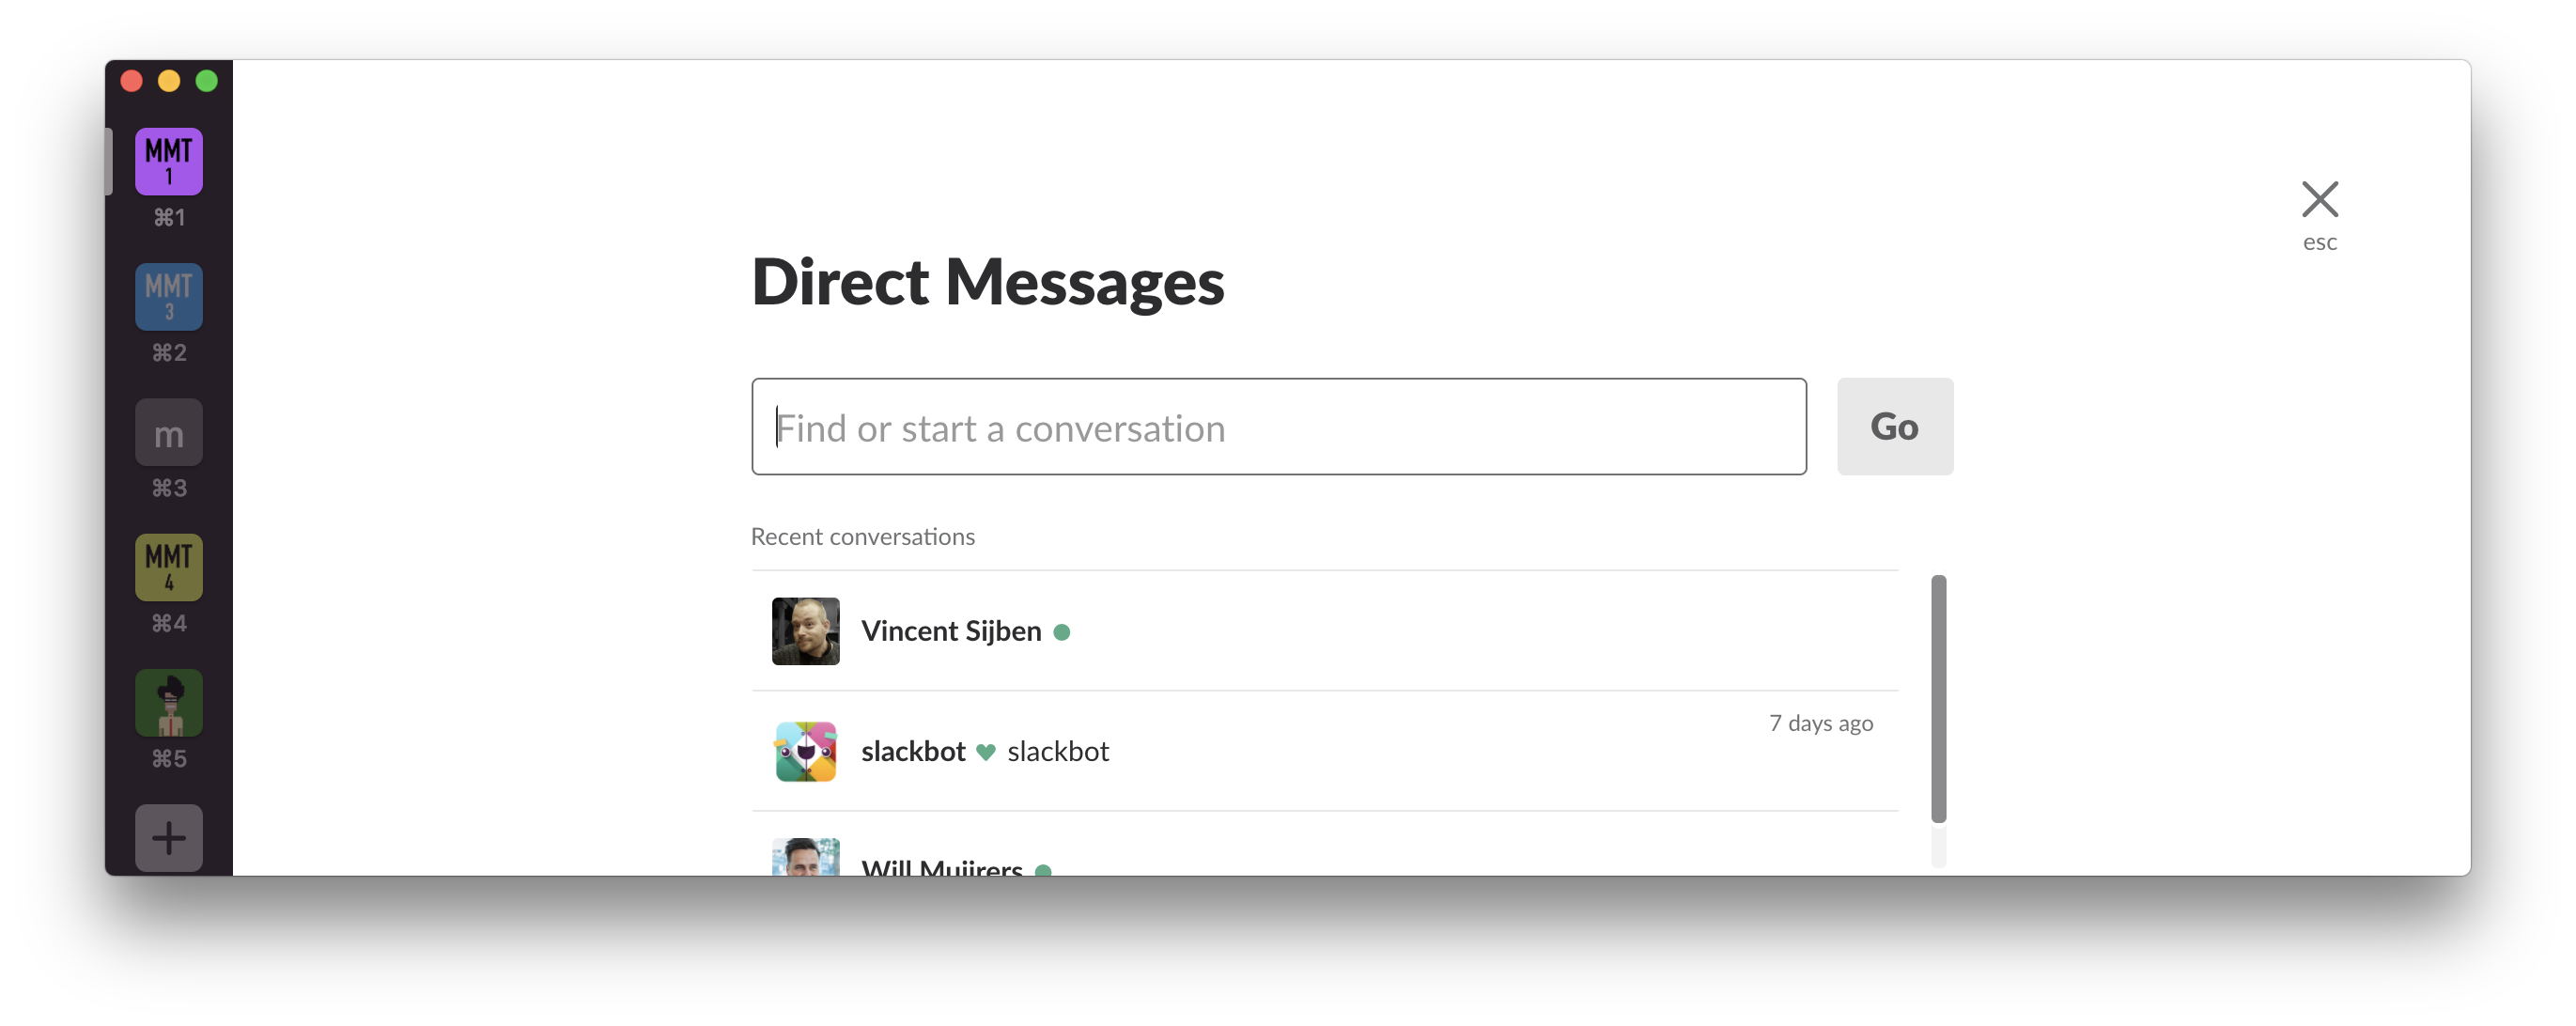 MMT
1
⌘1
MMT
3
⌘2
m
⌘3
MMT
4
⌘4
⌘5
esc
Direct Messages
Find or start a conversation
Go
Recent conversations
Vincent Sijben
7 days ago
slackbot slackbot
Will Muijrers